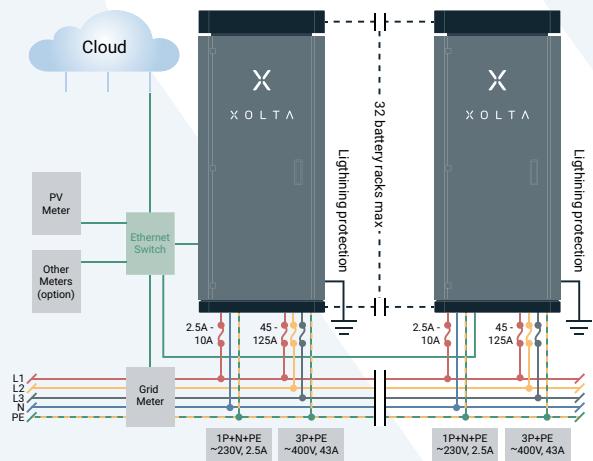 Cloud
XOLTA
XOLTA
32 battery racks max.
Ligthining protection
Ligthining protection
PV
Meter
Ethernet
Switch
Other
Meters
(option)
2.5A -
10A
45 -
125A
2.5A -
10A
45 -
125A
L1
L2
L3
N
PE
Grid
Meter
1P+N+PE
~230V, 2.5A
3P+PE
~400V, 43A
1P+N+PE
~230V, 2.5A
3P+PE
~400V, 43A